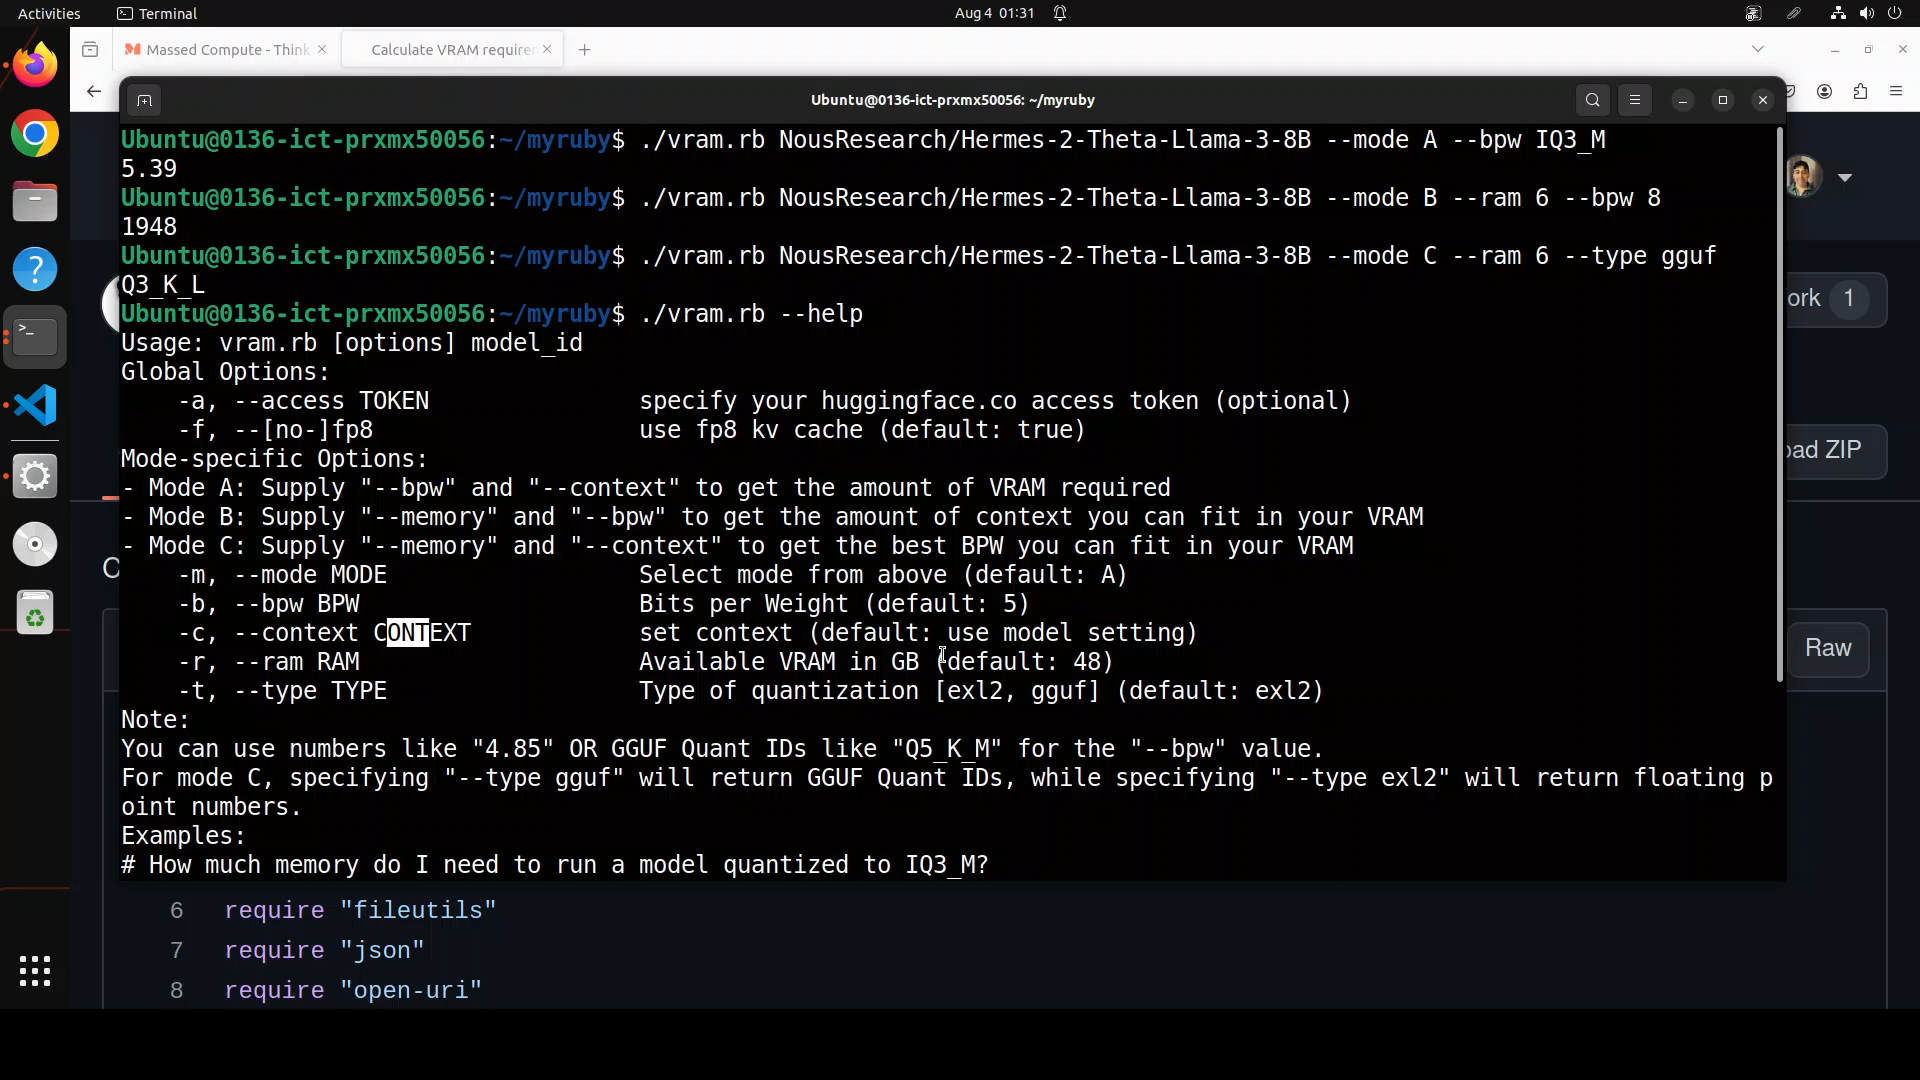 Activities
Terminal
Aug 4 01:31
Massed Compute - Think
Calculate VRAM requirem
Ubuntu@0136-ict-prxmx50056: ~/myruby
Ubuntu@0136-ict-prxmx50056:~/myruby$ ./vram.rb NousResearch/Hermes-2-Theta-Llama-3-8B --mode A --bpw IQ3_M
5.39
Ubuntu@0136-ict-prxmx50056:~/myruby$ ./vram.rb NousResearch/Hermes-2-Theta-Llama-3-8B --mode B --ram 6 --bpw 8
1948
Ubuntu@0136-ict-prxmx50056:~/myruby$ ./vram.rb NousResearch/Hermes-2-Theta-Llama-3-8B --mode C --ram 6 --type gguf
Q3_K_L
Ubuntu@0136-ict-prxmx50056:~/myruby$ ./vram.rb --help
Usage: vram.rb [options] model_id
Global Options:
-a, --access TOKEN specify your huggingface.co access token (optional)
-f, --[no-]fp8 use fp8 kv cache (default: true)
Mode-specific Options:
- Mode A: Supply "--bpw" and "--context" to get the amount of VRAM required
- Mode B: Supply "--memory" and "--bpw" to get the amount of context you can fit in your VRAM
- Mode C: Supply "--memory" and "--context" to get the best BPW you can fit in your VRAM
-m, --mode MODE Select mode from above (default: A)
-b, --bpw BPW Bits per Weight (default: 5)
-c, --context CONTEXT set context (default: use model setting)
-r, --ram RAM Available VRAM in GB (default: 48)
-t, --type TYPE Type of quantization [exl2, gguf] (default: exl2)
Note:
You can use numbers like "4.85" OR GGUF Quant IDs like "Q5_K_M" for the "--bpw" value.
For mode C, specifying "--type gguf" will return GGUF Quant IDs, while specifying "--type exl2" will return floating p
oint numbers.
Examples:
# How much memory do I need to run a model quantized to IQ3_M?
ork 1
oad ZIP
C
Raw
6 require "fileutils"
7 require "json"
8 require "open-uri"